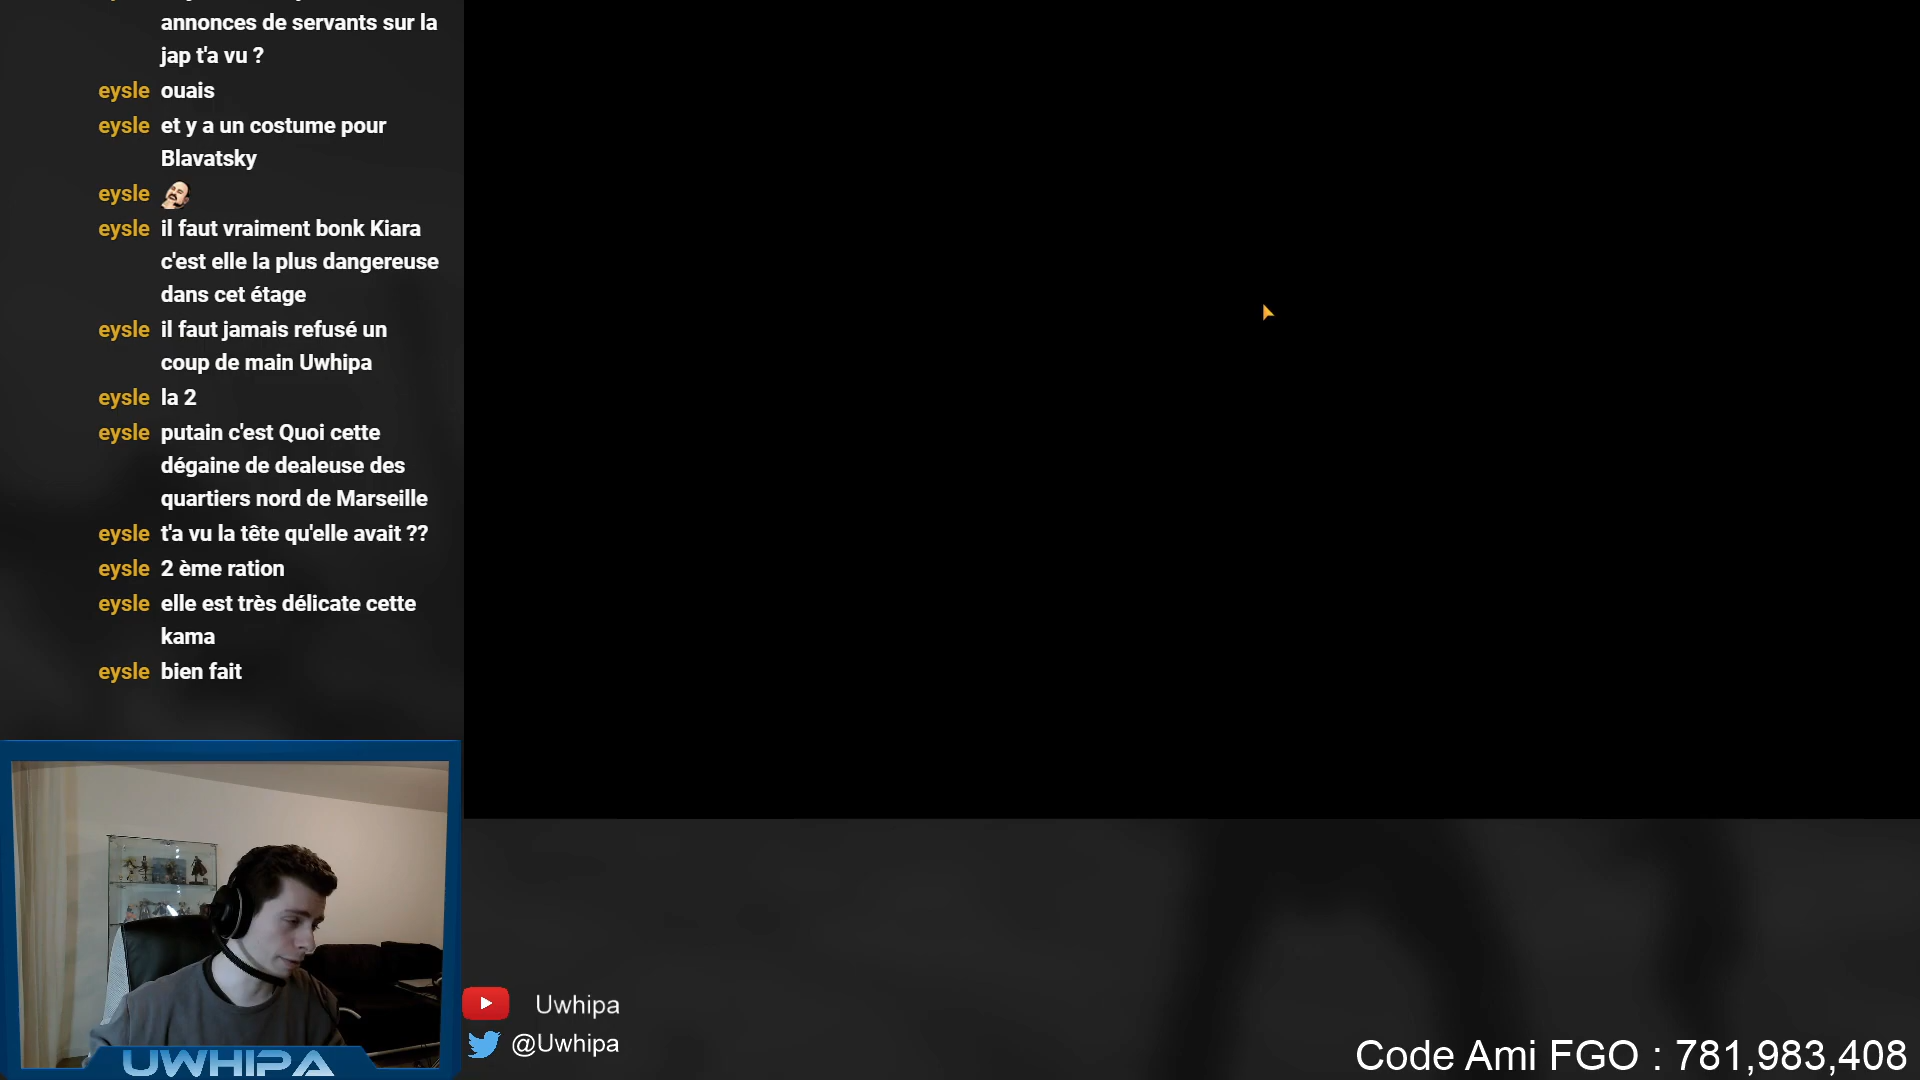 annonces de servants sur la
jap t'a vu ?
eysle ouais
eysle et y a un costume pour
Blavatsky
eysle
eysle il faut vraiment bonk Kiara
c'est elle la plus dangereuse
dans cet étage
eysle il faut jamais refusé un
coup de main Uwhipa
eysle la 2
eysle putain c'est Quoi cette
dégaine de dealeuse des
quartiers nord de Marseille
eysle t'a vu la tête qu'elle avait ??
eysle 2 ème ration
eysle elle est très délicate cette
kama
eysle bien fait
UWHIPA
Uwhipa
@Uwhipa
Code Ami FGO : 781,983,408